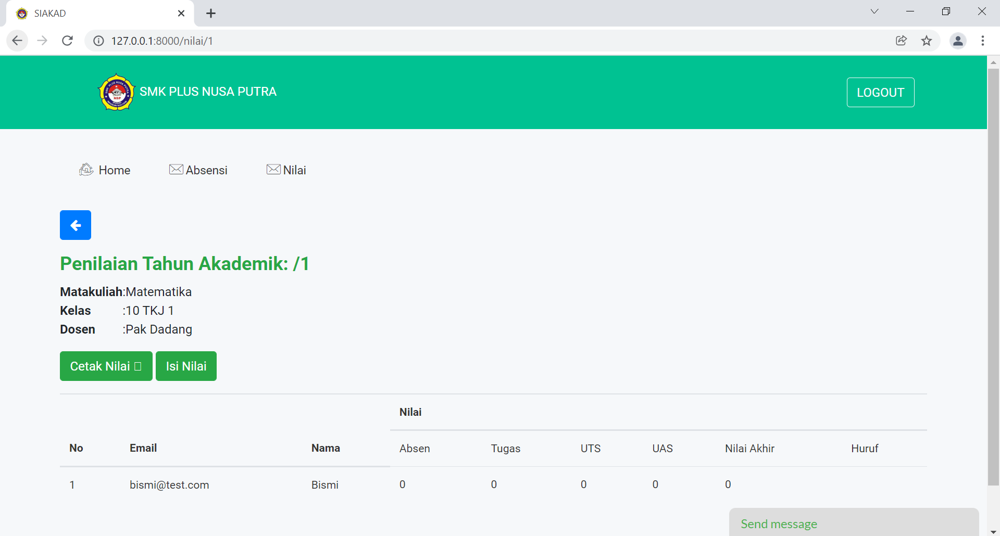 SIAKAD
127.0.0.1:8000/nilai/1
SMK PLUS NUSA PUTRA
LOGOUT
Home
Absensi
Nilai
Penilaian Tahun Akademik: /1
Matakuliah:Matematika
Kelas :10 TKJ 1
Dosen :Pak Dadang
Cetak Nilai
Isi Nilai
Nilai
No Email Nama Absen Tugas UTS UAS Nilai Akhir Huruf
1 bismi@test.com Bismi 0 0 0 0 0
Send message